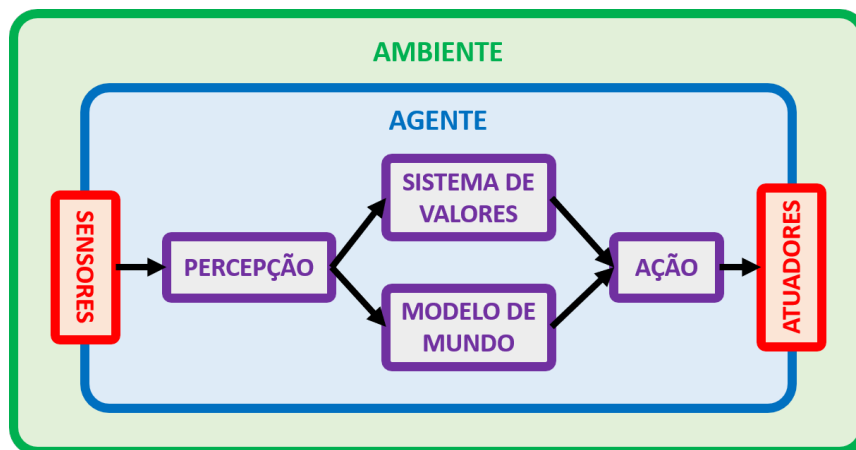 AMBIENTE
AGENTE
SENSORES
PERCEPÇÃO
SISTEMA DE
VALORES
MODELO DE
MUNDO
AÇÃO
ATUADORES